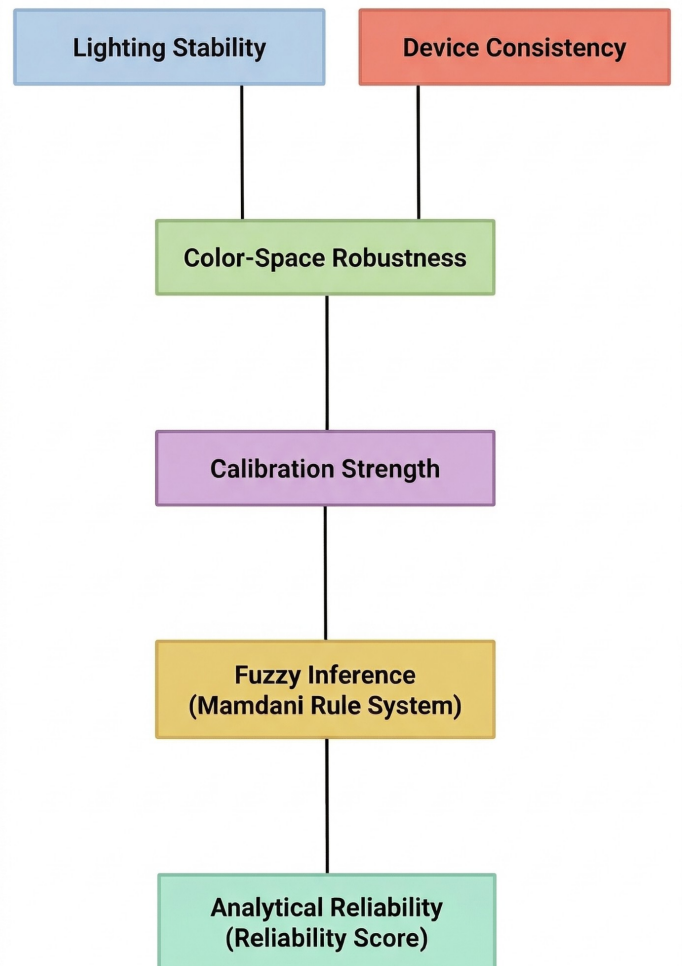 Lighting Stability
Device Consistency
Color-Space Robustness
Calibration Strength
Fuzzy Inference
(Mamdani Rule System)
Analytical Reliability
(Reliability Score)